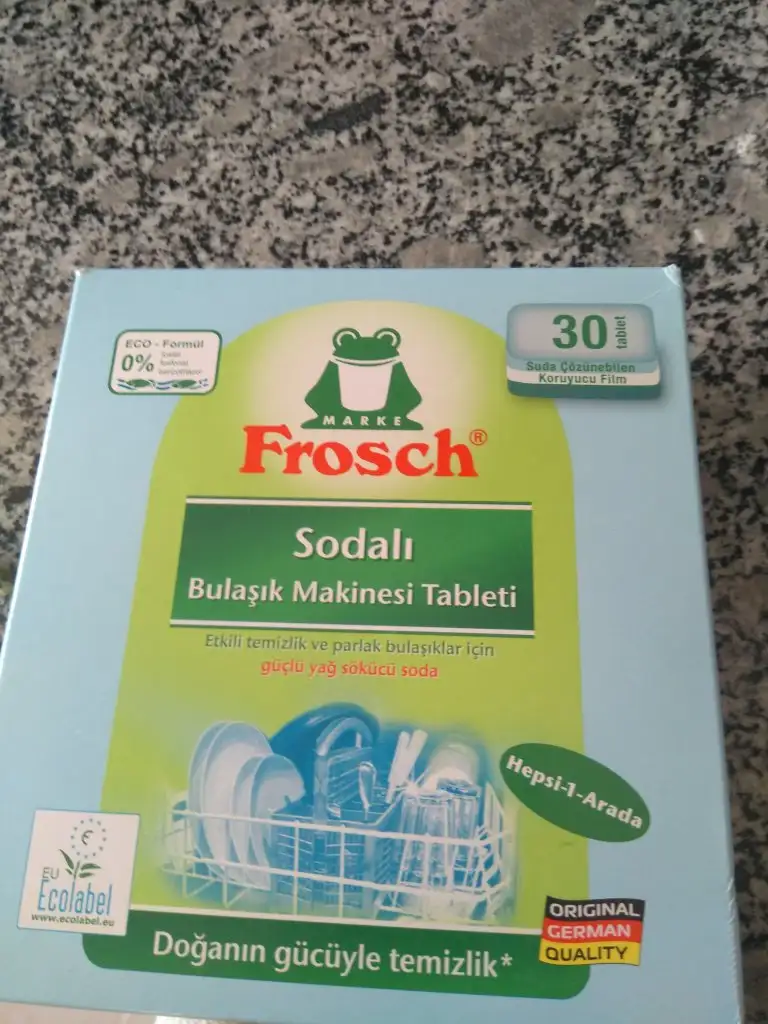 ECO - Formül
0%
30 tablet
Suda Çözünebilen
Koruyucu Film
MARKE
Frosch®
Sodalı
Bulaşık Makinesi Tableti
Etkili temizlik ve parlak bulaşıklar için
güçlü yağ sökücü soda
Hepsi-1-Arada
EU
Ecolabel
www.ecolabel.eu
ORIGINAL
GERMAN
QUALITY
Doğanın gücüyle temizlik*